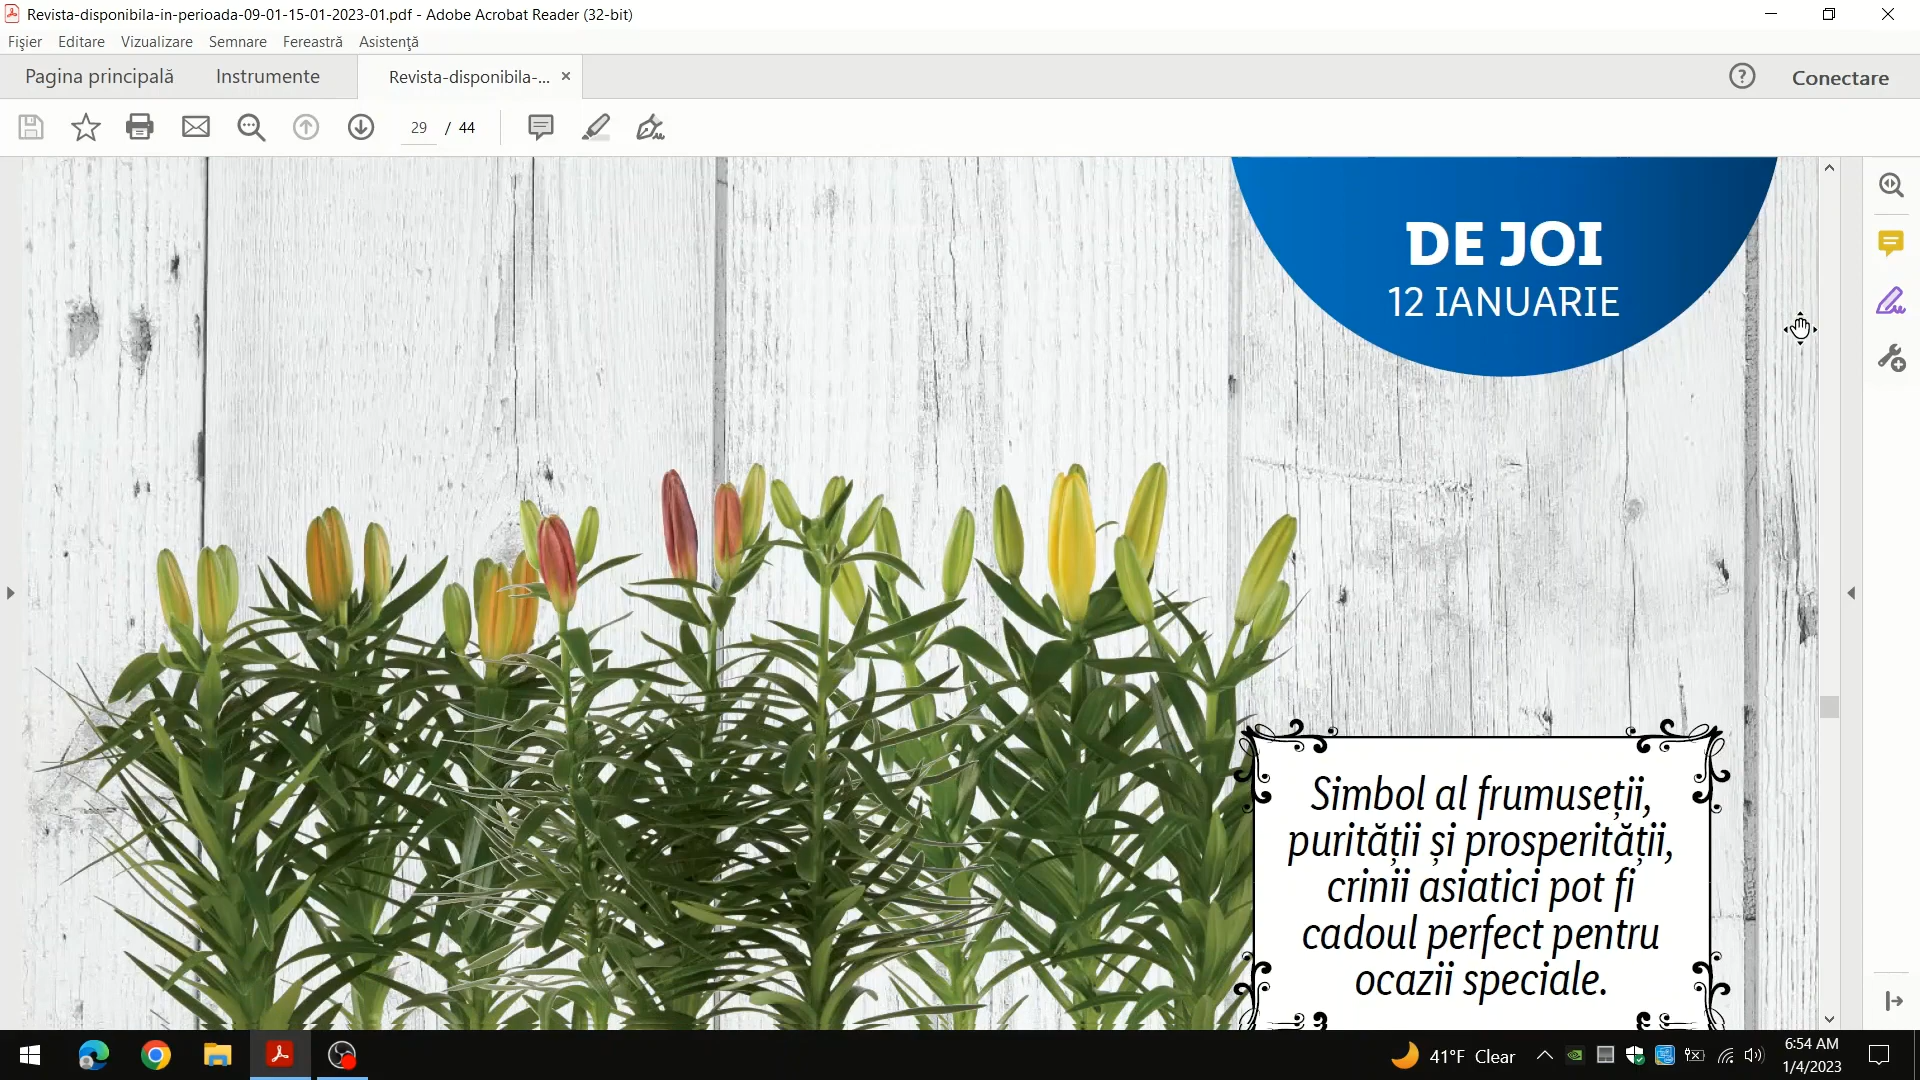 Revista-disponibila-in-perioada-09-01-15-01-2023-01.pdf - Adobe Acrobat Reader (32-bit)
Fișier Editare Vizualizare Semnare Fereastră Asistență
Pagina principală Instrumente Revista-disponibila-... × Conectare
29 / 44
DE JOI
12 IANUARIE
Simbol al frumuseții,
purității și prosperității,
crinii asiatici pot fi
cadoul perfect pentru
ocazii speciale.
41°F Clear
6:54 AM
1/4/2023